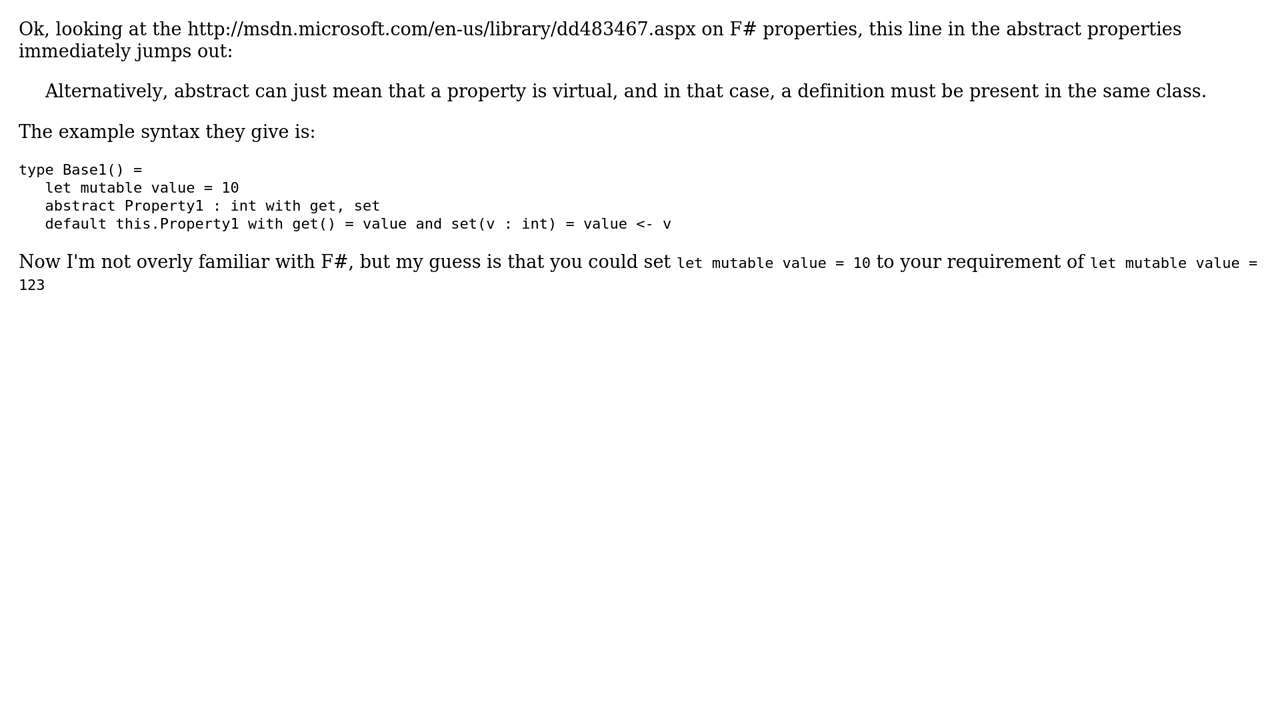 Ok, looking at the http://msdn.microsoft.com/en-us/library/dd483467.aspx on F# properties, this line in the abstract properties
immediately jumps out:
Alternatively, abstract can just mean that a property is virtual, and in that case, a definition must be present in the same class.
The example syntax they give is:
type Base1() =
   let mutable value = 10
   abstract Property1 : int with get, set
   default this.Property1 with get() = value and set(v : int) = value <- v
Now I'm not overly familiar with F#, but my guess is that you could set let mutable value = 10 to your requirement of let mutable value =
123